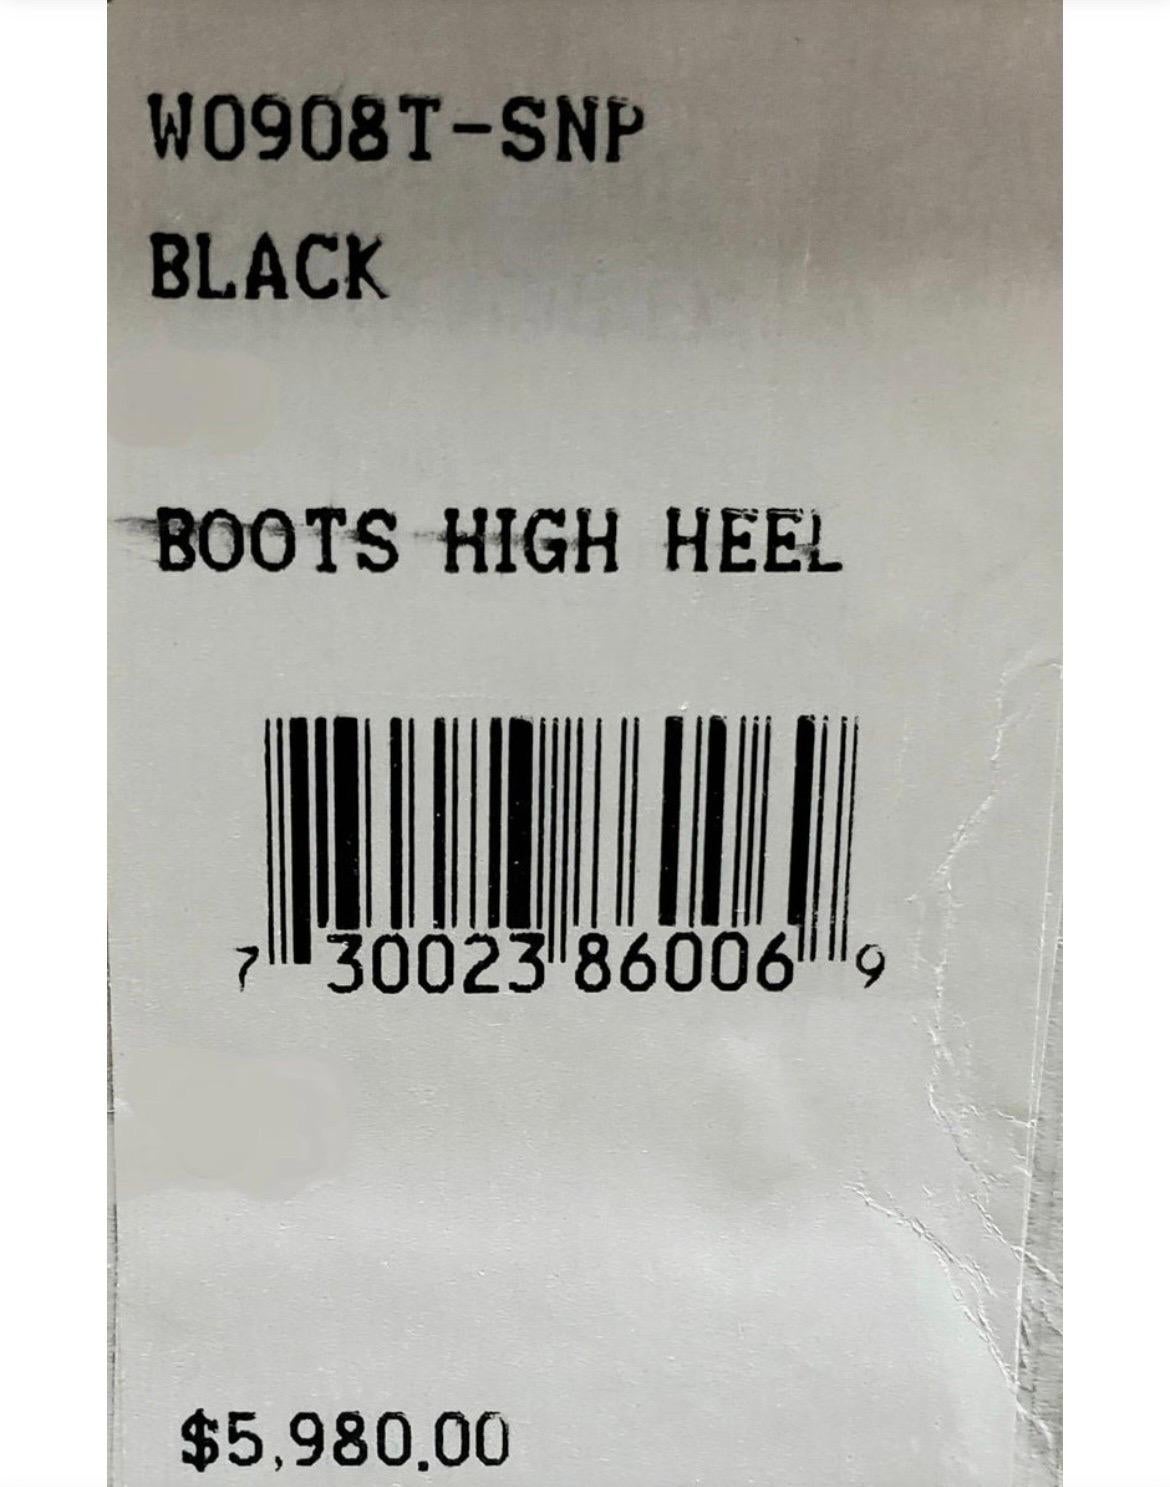 W0908T-SNP
BLACK
BOOTS HIGH HEEL
7 30023 86006 9
$5,980.00